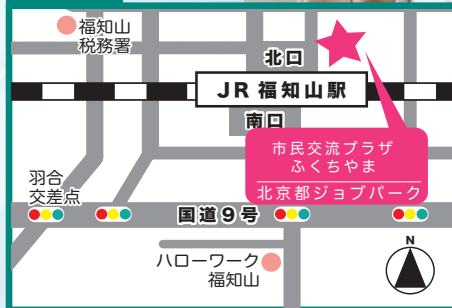 福知山
税務署
北口
JR 福知山駅
南口
市民交流プラザ
ふくちやま
北京都ジョブパーク
羽合
交差点
国道9号
ハローワーク
福知山
N